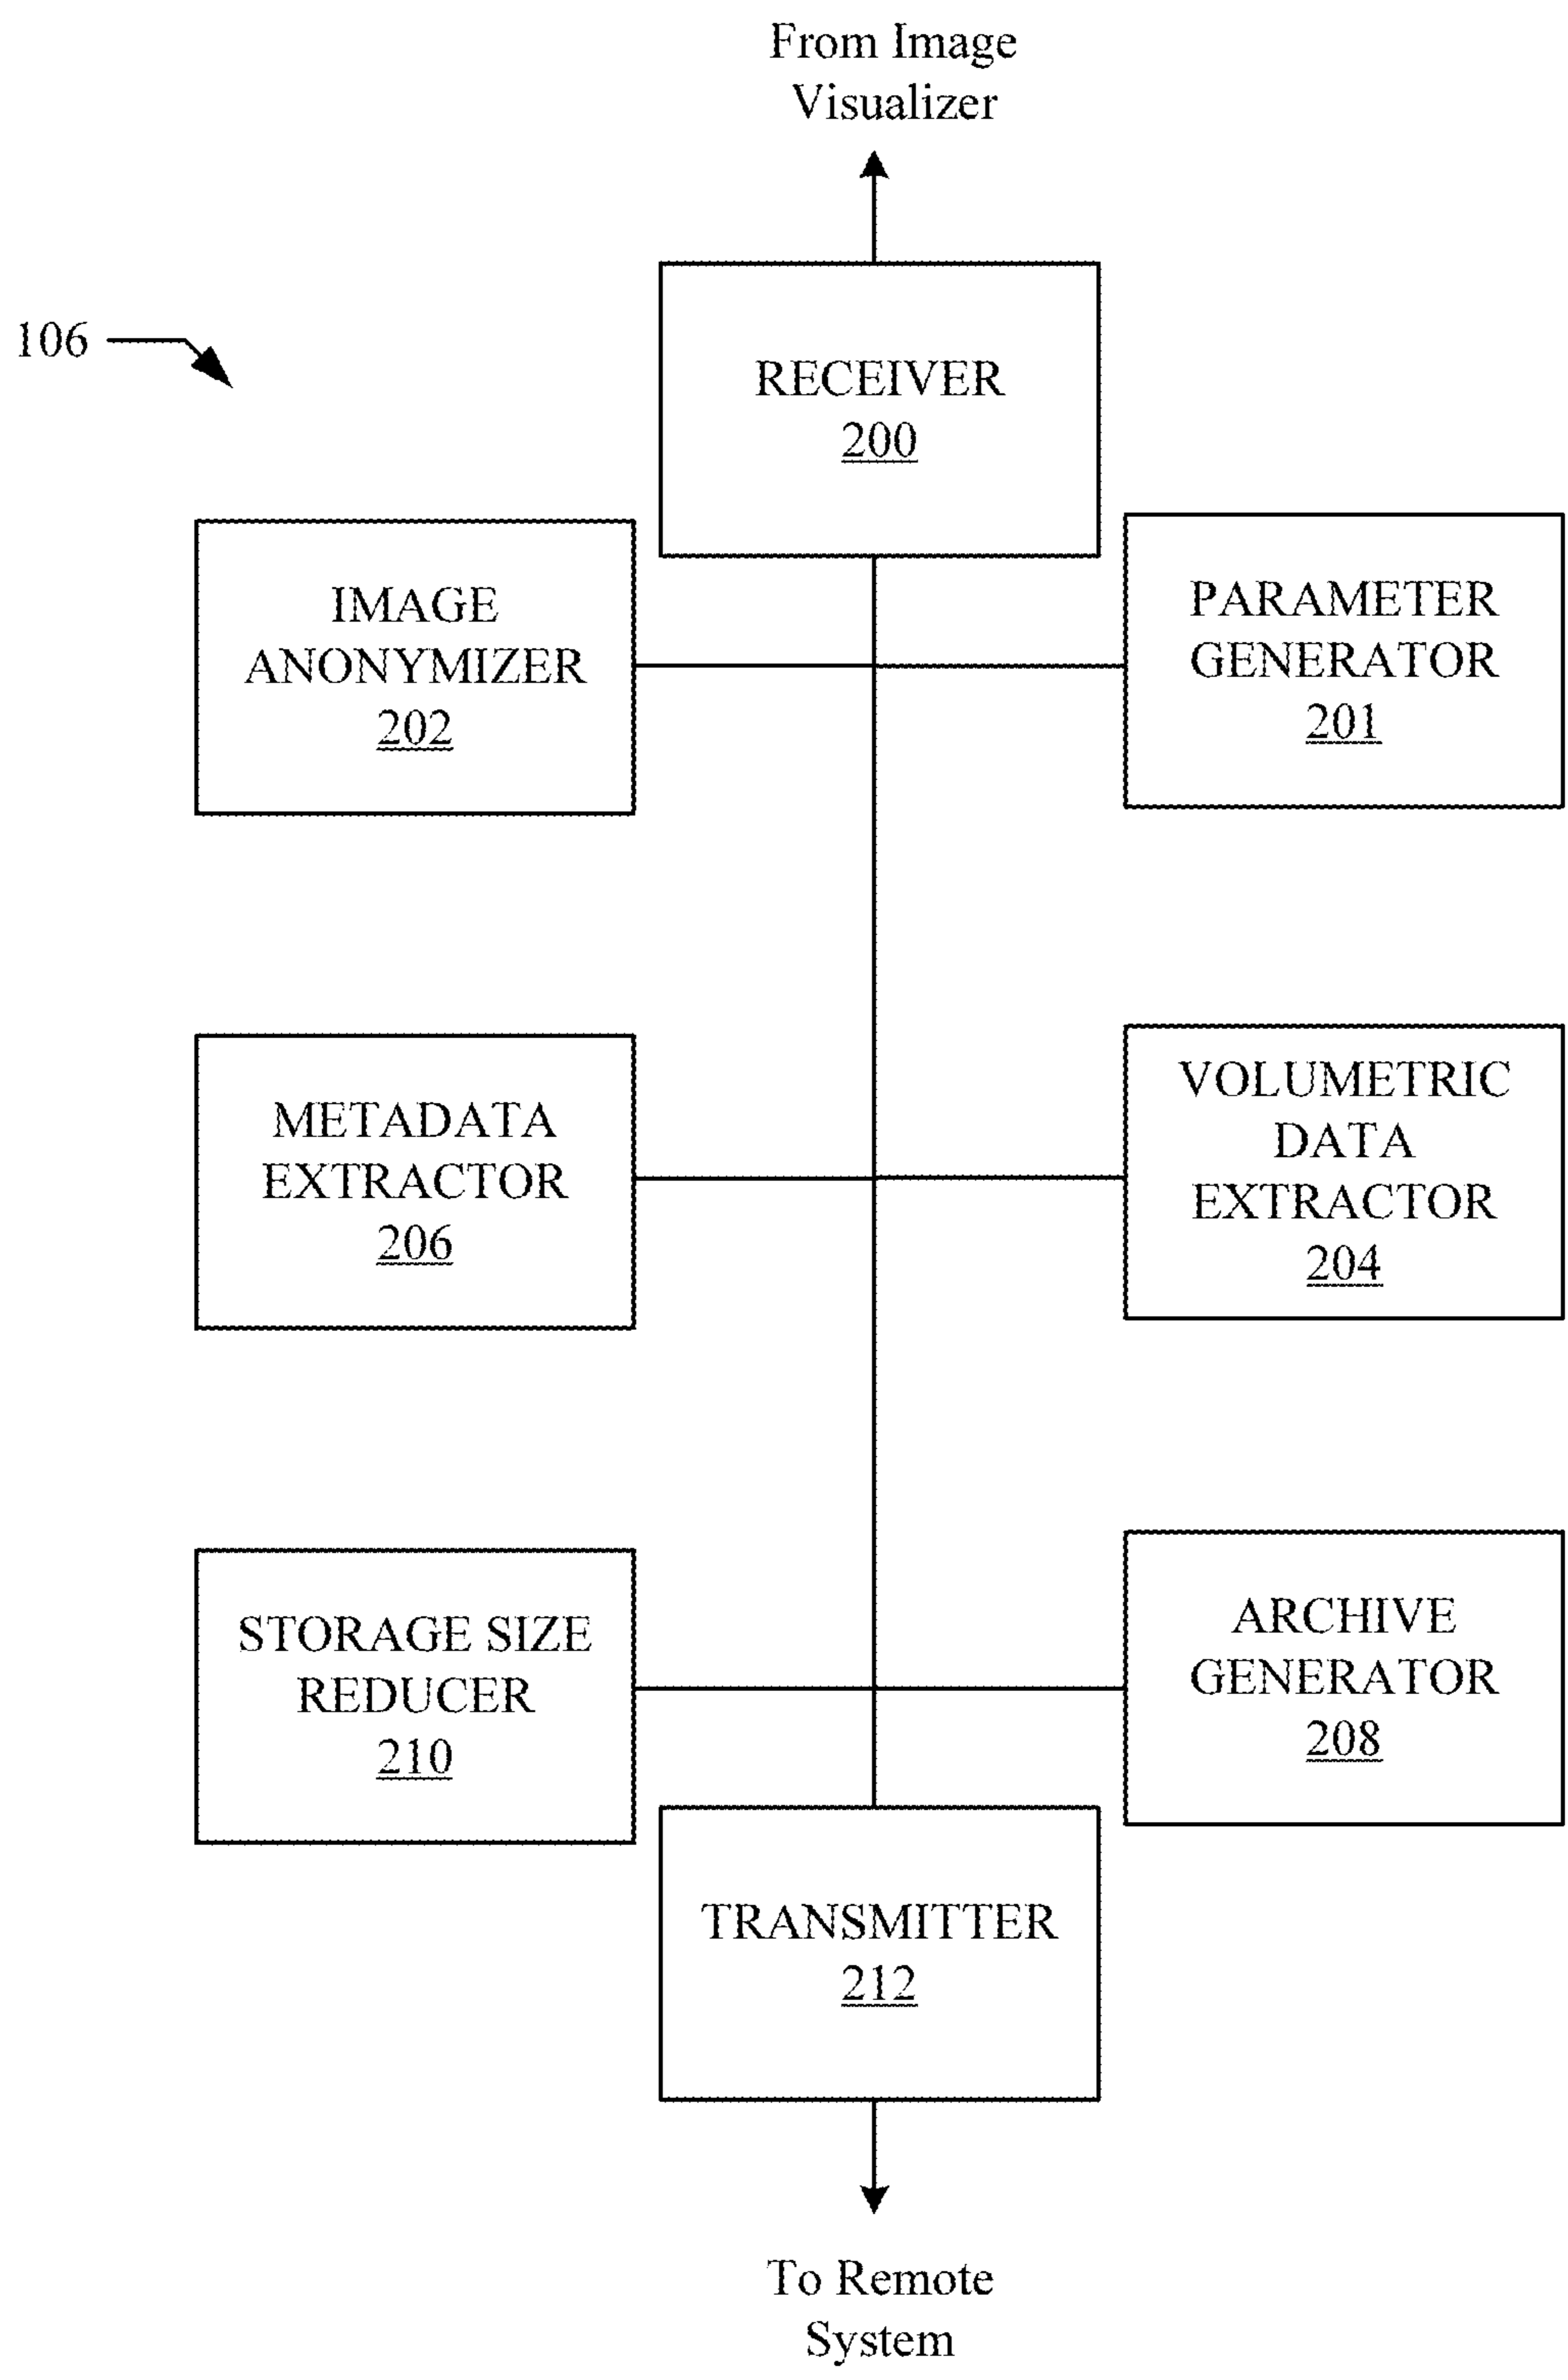 From Image
Visualizer
106
RECEIVER
200
IMAGE
ANONYMIZER
202
PARAMETER
GENERATOR
201
METADATA
EXTRACTOR
206
VOLUMETRIC
DATA
EXTRACTOR
204
STORAGE SIZE
REDUCER
210
ARCHIVE
GENERATOR
208
TRANSMITTER
212
To Remote
System